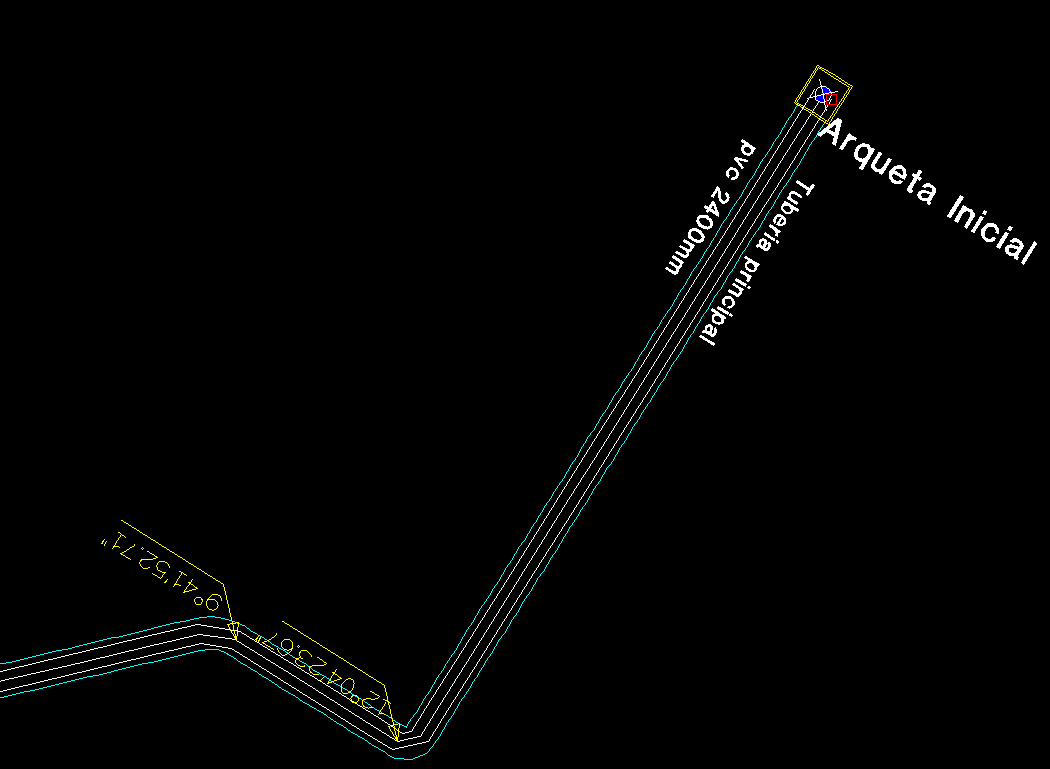 Arqueta Inicial
pvc 2400mm
Tuberia principal
9°41'52.71"
12°04'23.67"